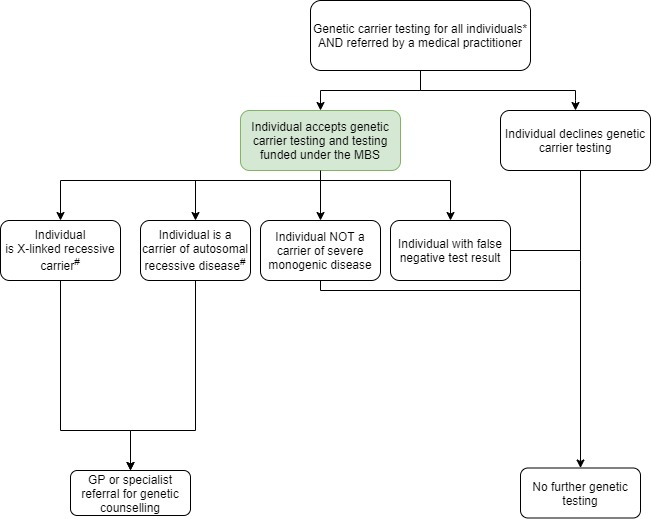 Genetic carrier testing for all individuals*
AND referred by a medical practitioner
Individual accepts genetic
carrier testing and testing
funded under the MBS
Individual declines genetic
carrier testing
Individual
is X-linked recessive
carrier#
Individual is a
carrier of autosomal
recessive disease#
Individual NOT a
carrier of severe
monogenic disease
Individual with false
negative test result
GP or specialist
referral for genetic
counselling
No further genetic
testing